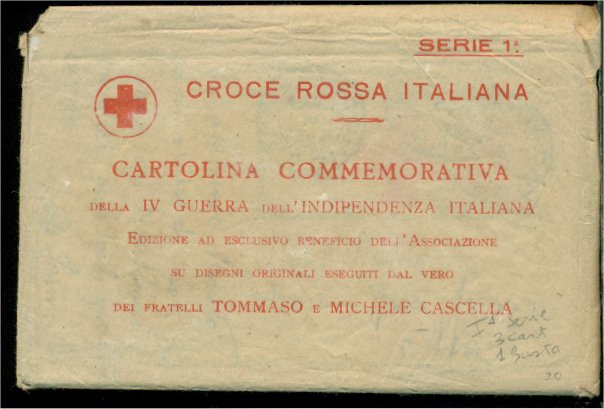 SERIE 1ª
CROCE ROSSA ITALIANA
CARTOLINA COMMEMORATIVA
DELLA IV GUERRA DELL'INDIPENDENZA ITALIANA
EDIZIONE AD ESCLUSIVO BENEFICIO DELL'ASSOCIAZIONE
SU DISEGNI ORIGINALI ESEGUITI DAL VERO
DEI FRATELLI TOMMASO E MICHELE CASCELLA
Iª Serie
3 cart
1 Busta
20